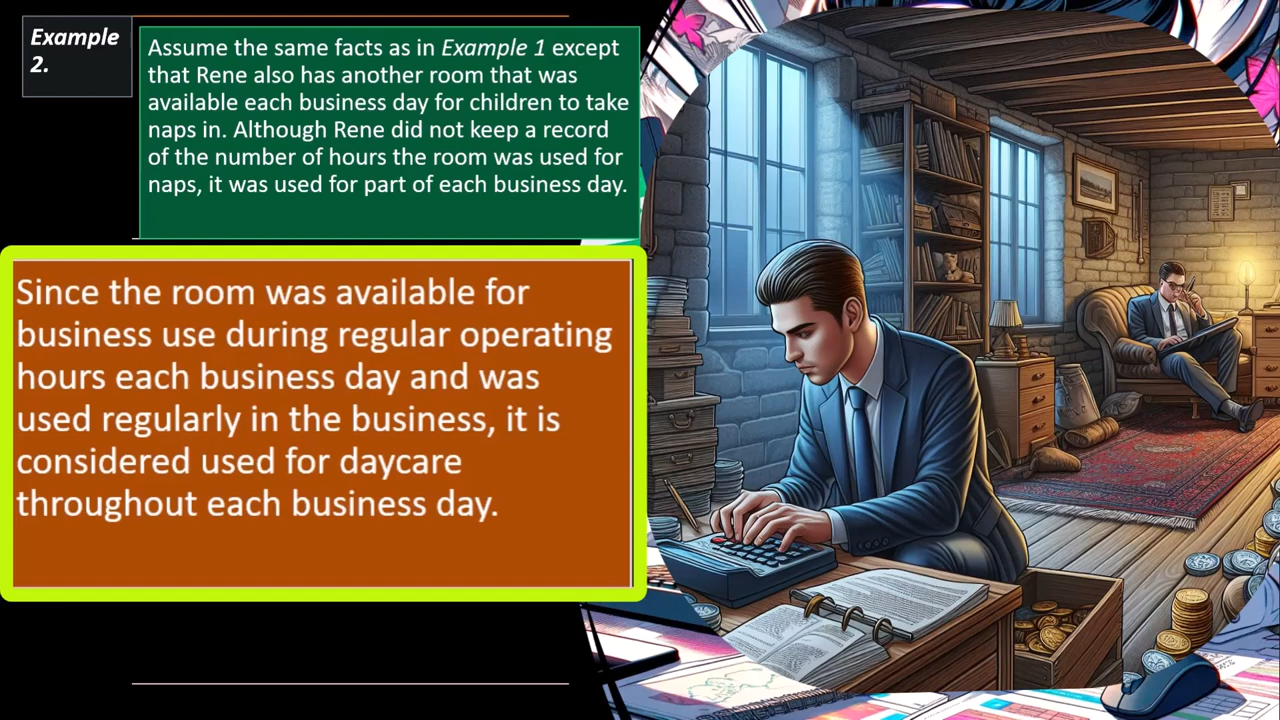 Example
2.
Assume the same facts as in Example 1 except
that Rene also has another room that was
available each business day for children to take
naps in. Although Rene did not keep a record
of the number of hours the room was used for
naps, it was used for part of each business day.
Since the room was available for
business use during regular operating
hours each business day and was
used regularly in the business, it is
considered used for daycare
throughout each business day.